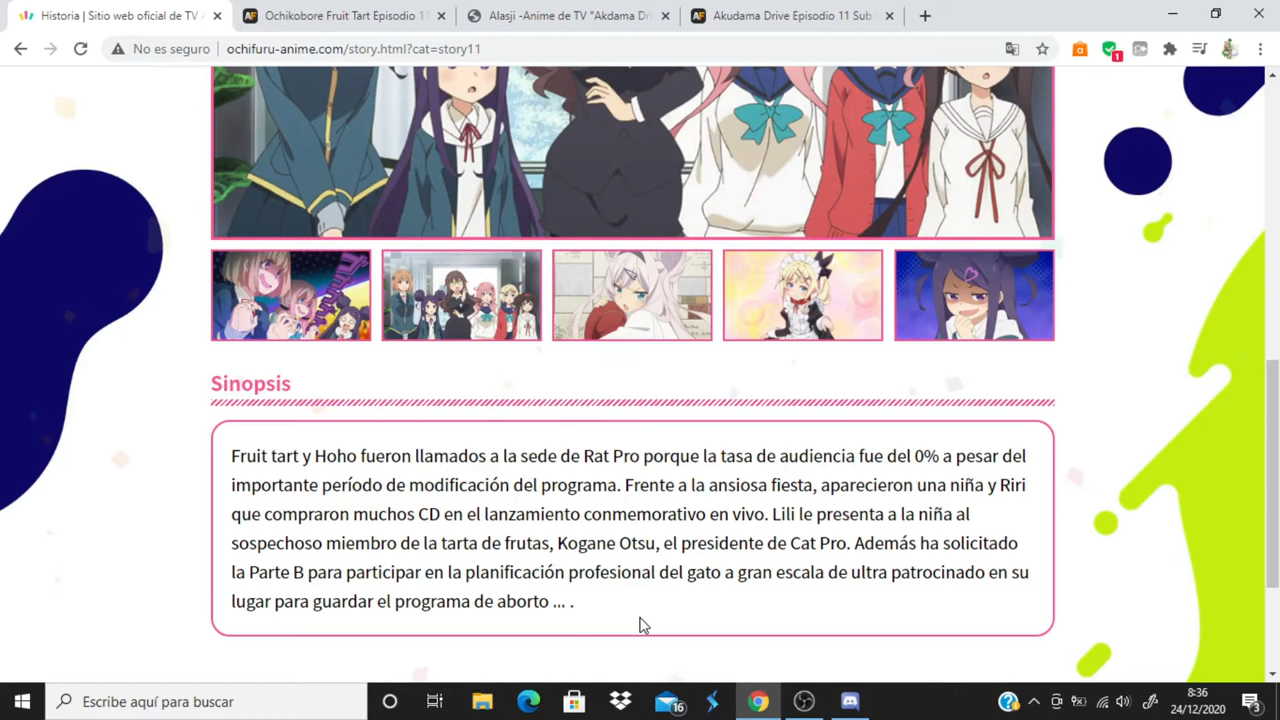 Historia | Sitio web oficial de TV A
Ochikobore Fruit Tart Episodio 11
Alasji -Anime de TV "Akdama Dri
Akudama Drive Episodio 11 Sub
No es seguro
ochifuru-anime.com/story.html?cat=story11
Sinopsis
Fruit tart y Hoho fueron llamados a la sede de Rat Pro porque la tasa de audiencia fue del 0% a pesar del
importante período de modificación del programa. Frente a la ansiosa fiesta, aparecieron una niña y Riri
que compraron muchos CD en el lanzamiento conmemorativo en vivo. Lili le presenta a la niña al
sospechoso miembro de la tarta de frutas, Kogane Otsu, el presidente de Cat Pro. Además ha solicitado
la Parte B para participar en la planificación profesional del gato a gran escala de ultra patrocinado en su
lugar para guardar el programa de aborto ... .
Escribe aquí para buscar
16
8:36
24/12/2020
3